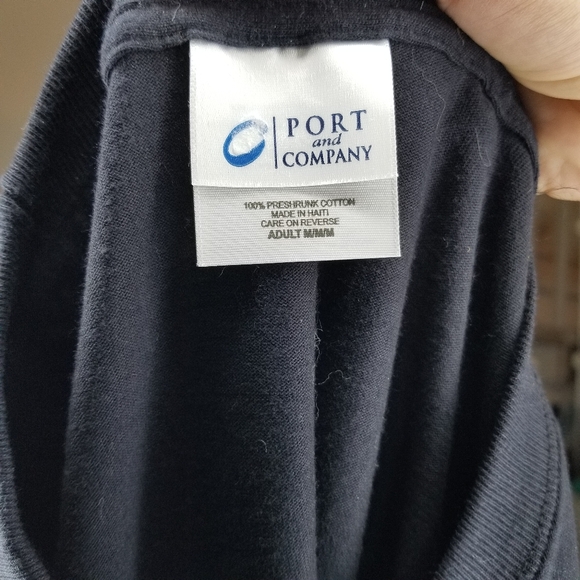 PORT
and
COMPANY
100% PRESHRUNK COTTON
MADE IN HAITI
CARE ON REVERSE
ADULT M/M/M